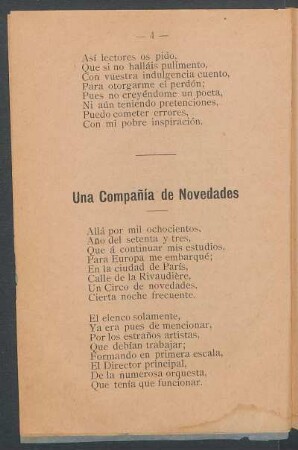 — 4 —
Así lectores os pido,
Que si no halláis pulimento,
Con vuestra indulgencia cuento,
Para otorgarme el perdón;
Pues no creyéndome un poeta,
Ni aún teniendo pretenciones,
Puedo cometer errores,
Con mi pobre inspiración.
Una Compañia de Novedades
Allá por mil ochocientos,
Año del setenta y tres,
Que á continuar mis estudios,
Para Europa me embarqué;
En la ciudad de París,
Calle de la Rivaudière,
Un Circo de novedades,
Cierta noche frecuente.
El elenco solamente,
Ya era pues de mencionar,
Por los estraños artistas,
Que debían trabajar;
Formando en primera escala,
El Director principal,
De la numerosa orquesta,
Que tenía que funcionar.